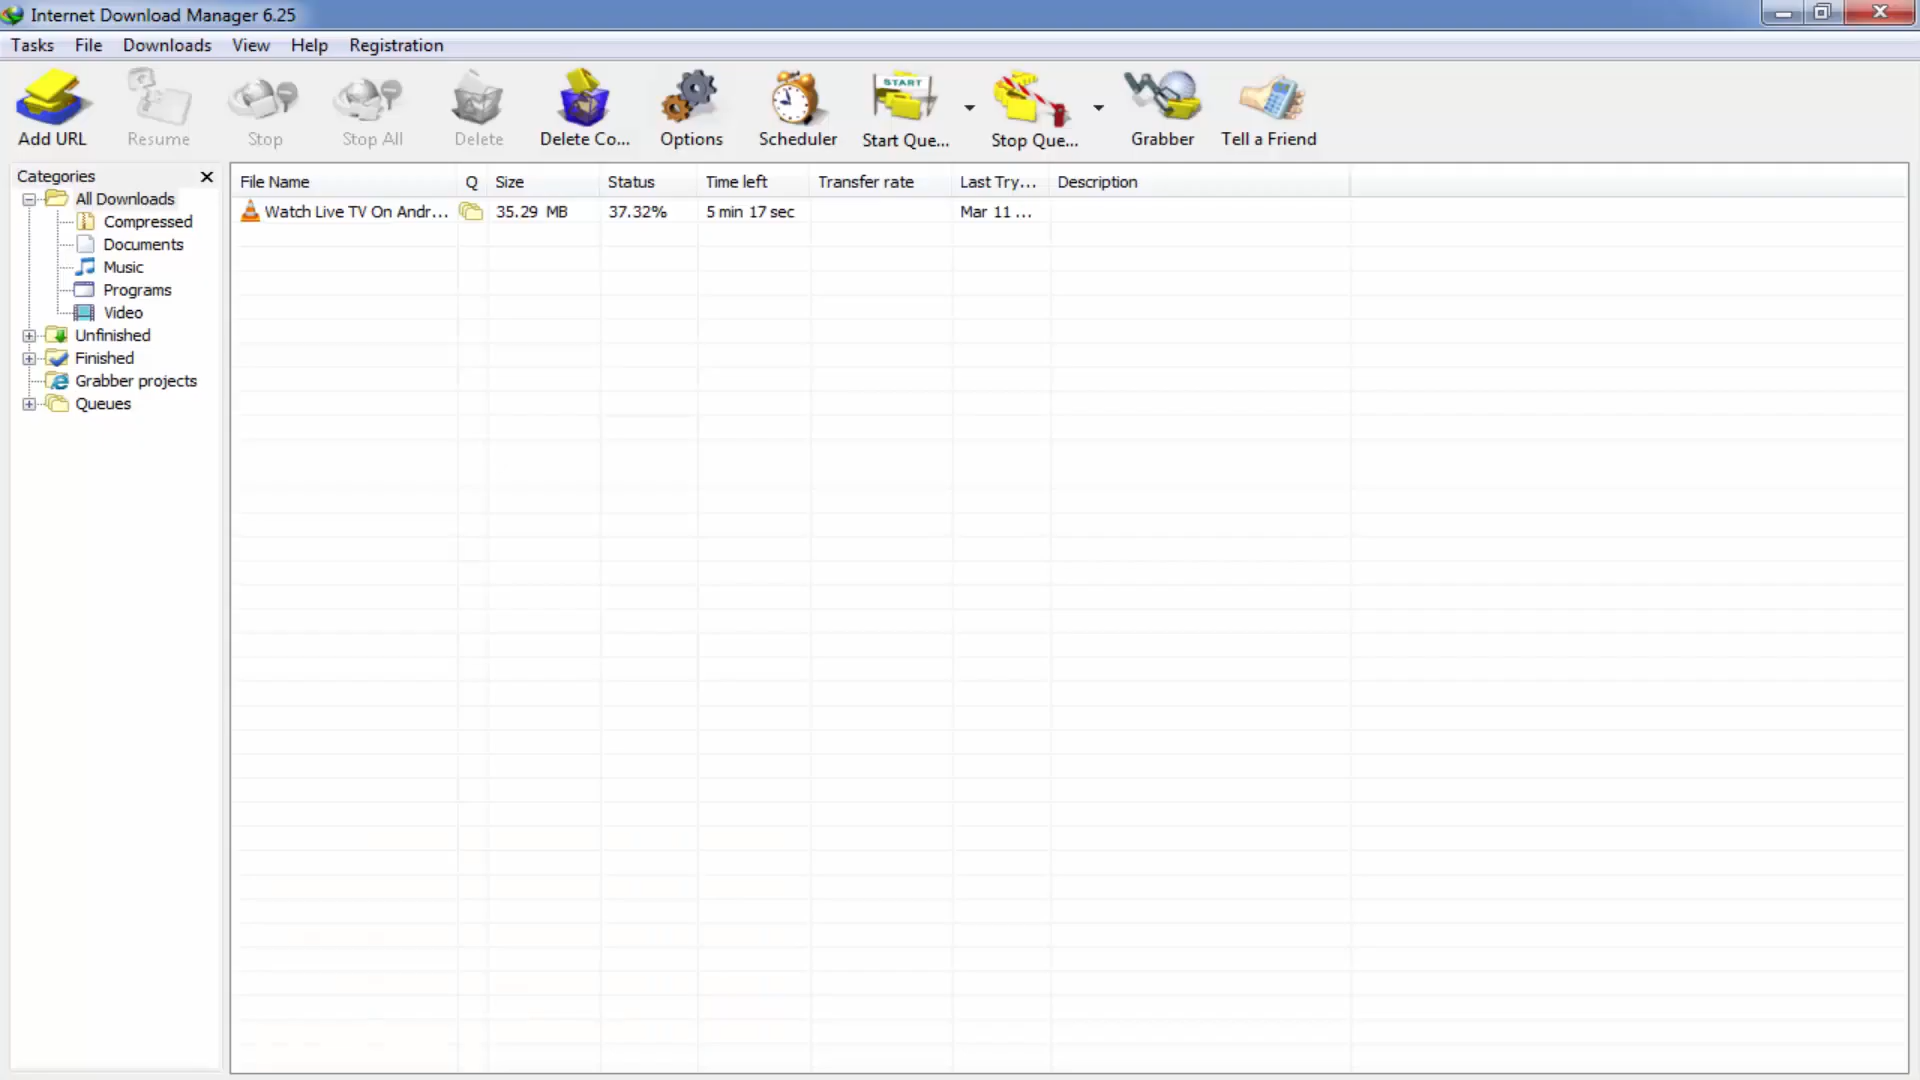 Internet Download Manager 6.25
Tasks File Downloads View Help Registration
START
Add URL Resume Stop Stop All Delete Delete Co... Options Scheduler Start Que... Stop Que... Grabber Tell a Friend
Categories
All Downloads
Compressed
Documents
Music
Programs
Video
Unfinished
Finished
Grabber projects
Queues
File Name Q Size Status Time left Transfer rate Last Try... Description
Watch Live TV On Andr... 35.29 MB 37.32% 5 min 17 sec Mar 11 ...